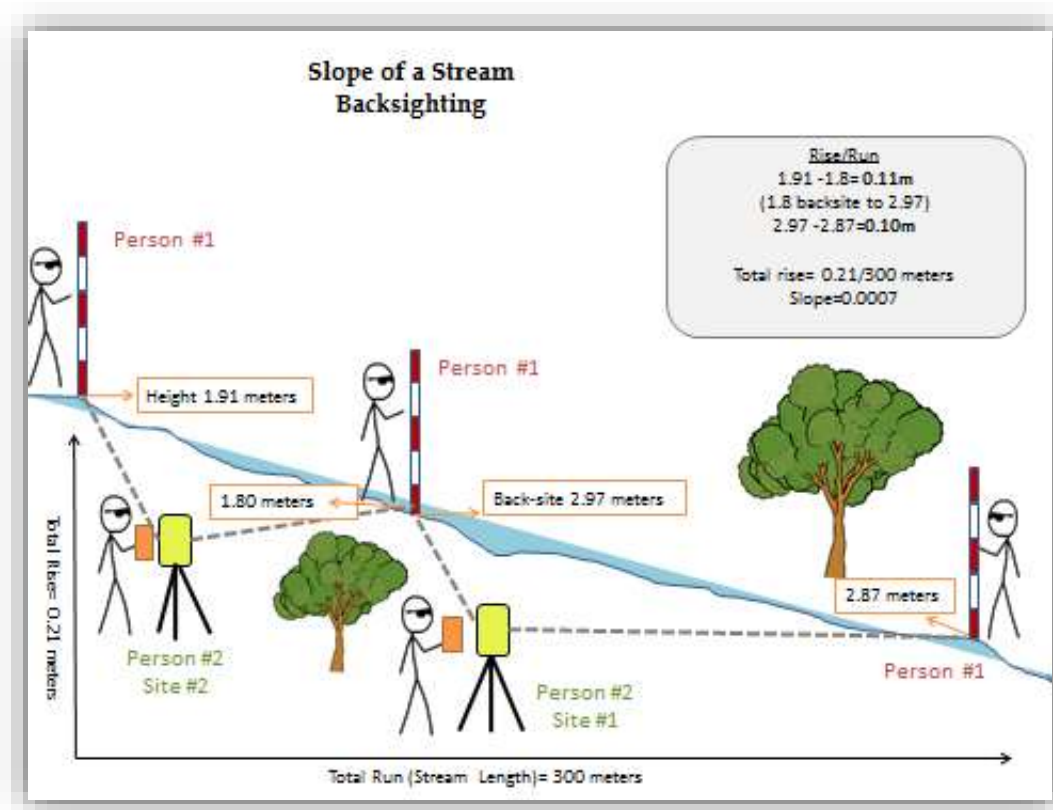 Slope of a Stream
Backsighting
Rise/Run
1.91 -1.8= 0.11m
(1.8 backsite to 2.97)
2.97 -2.87=0.10m
Total rise= 0.21/300 meters
Slope=0.0007
Person #1
Height 1.91 meters
Person #1
1.80 meters
Back-site 2.97 meters
2.87 meters
Person #1
Person #2
Site #2
Person #2
Site #1
Total Rise= 0.21 meters
Total Run (Stream Length)= 300 meters